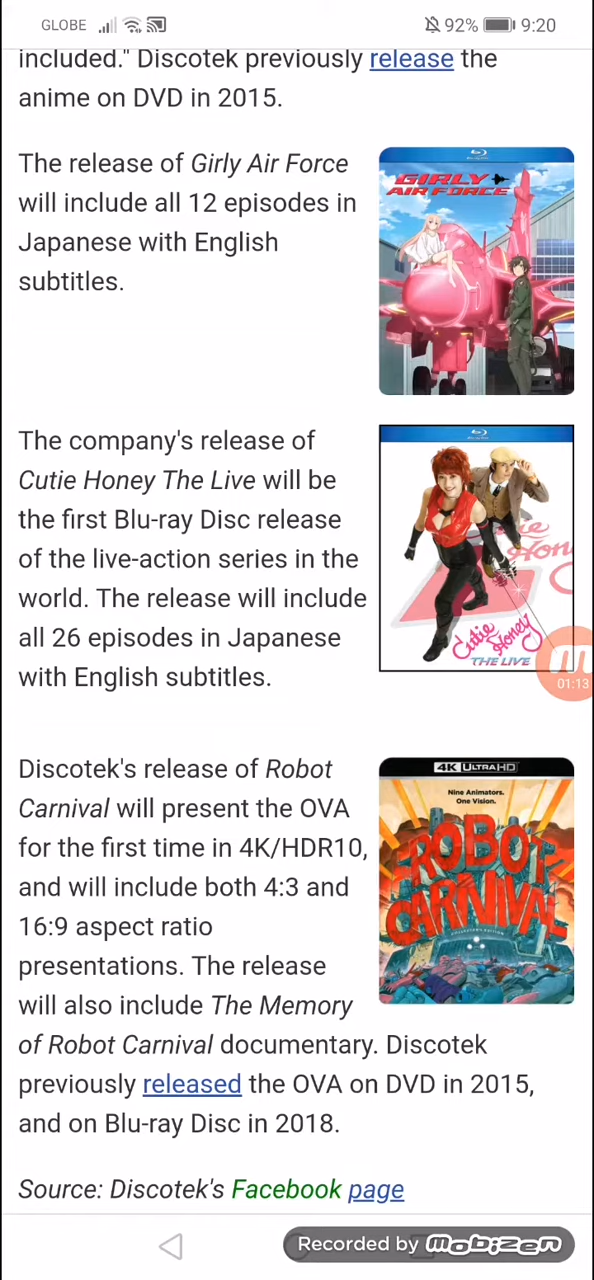 GLOBE 92% 9:20
included." Discotek previously release the
anime on DVD in 2015.
The release of Girly Air Force
will include all 12 episodes in
Japanese with English
subtitles.
GIRLY
AIR FORCE
The company's release of
Cutie Honey The Live will be
the first Blu-ray Disc release
of the live-action series in the
world. The release will include
all 26 episodes in Japanese
with English subtitles.
Cutie
Honey
THE LIVE
01:13
Discotek's release of Robot
Carnival will present the OVA
for the first time in 4K/HDR10,
and will include both 4:3 and
16:9 aspect ratio
presentations. The release
will also include The Memory
of Robot Carnival documentary. Discotek
previously released the OVA on DVD in 2015,
and on Blu-ray Disc in 2018.
4K ULTRA HD
Nine Animators.
One Vision.
ROBOT
CARNIVAL
Source: Discotek's Facebook page
Recorded by mobizen